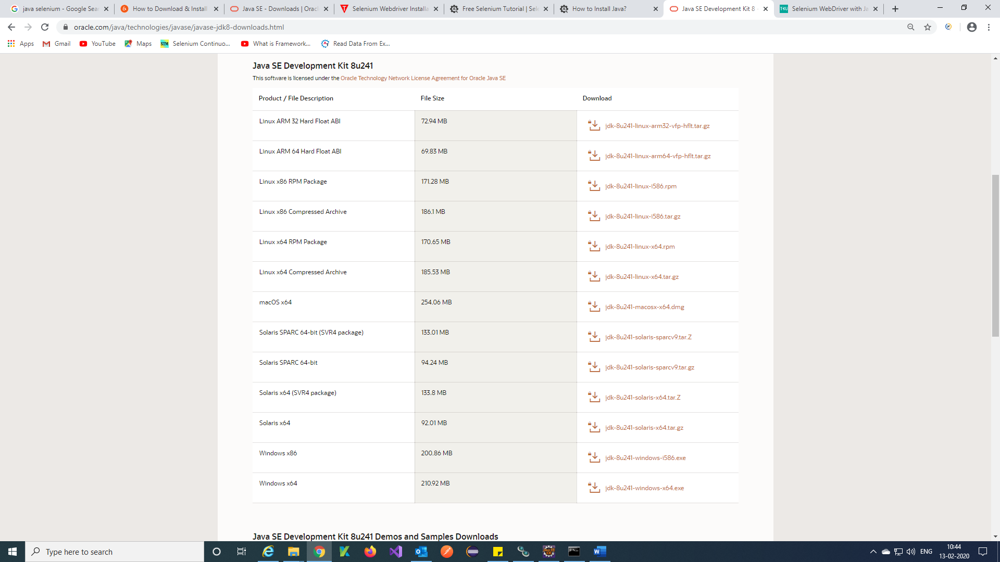 java selenium - Google Sear
How to Download & Install
Java SE - Downloads | Orac
Selenium Webdriver Installa
Free Selenium Tutorial | Sel
How to Install Java?
Java SE Development Kit 8
TKU Selenium WebDriver with Ja
oracle.com/java/technologies/javase/javase-jdk8-downloads.html
Apps
Gmail
YouTube
Maps
STM Selenium Continuo...
What is Framework...
Read Data From Ex...
Java SE Development Kit 8u241
This software is licensed under the Oracle Technology Network License Agreement for Oracle Java SE
Product / File Description File Size Download
Linux ARM 32 Hard Float ABI 72.94 MB jdk-8u241-linux-arm32-vfp-hflt.tar.gz
Linux ARM 64 Hard Float ABI 69.83 MB jdk-8u241-linux-arm64-vfp-hflt.tar.gz
Linux x86 RPM Package 171.28 MB jdk-8u241-linux-i586.rpm
Linux x86 Compressed Archive 186.1 MB jdk-8u241-linux-i586.tar.gz
Linux x64 RPM Package 170.65 MB jdk-8u241-linux-x64.rpm
Linux x64 Compressed Archive 185.53 MB jdk-8u241-linux-x64.tar.gz
macOS x64 254.06 MB jdk-8u241-macosx-x64.dmg
Solaris SPARC 64-bit (SVR4 package) 133.01 MB jdk-8u241-solaris-sparcv9.tar.Z
Solaris SPARC 64-bit 94.24 MB jdk-8u241-solaris-sparcv9.tar.gz
Solaris x64 (SVR4 package) 133.8 MB jdk-8u241-solaris-x64.tar.Z
Solaris x64 92.01 MB jdk-8u241-solaris-x64.tar.gz
Windows x86 200.86 MB jdk-8u241-windows-i586.exe
Windows x64 210.92 MB jdk-8u241-windows-x64.exe
Java SE Development Kit 8u241 Demos and Samples Downloads
Type here to search
ENG
10:44
13-02-2020